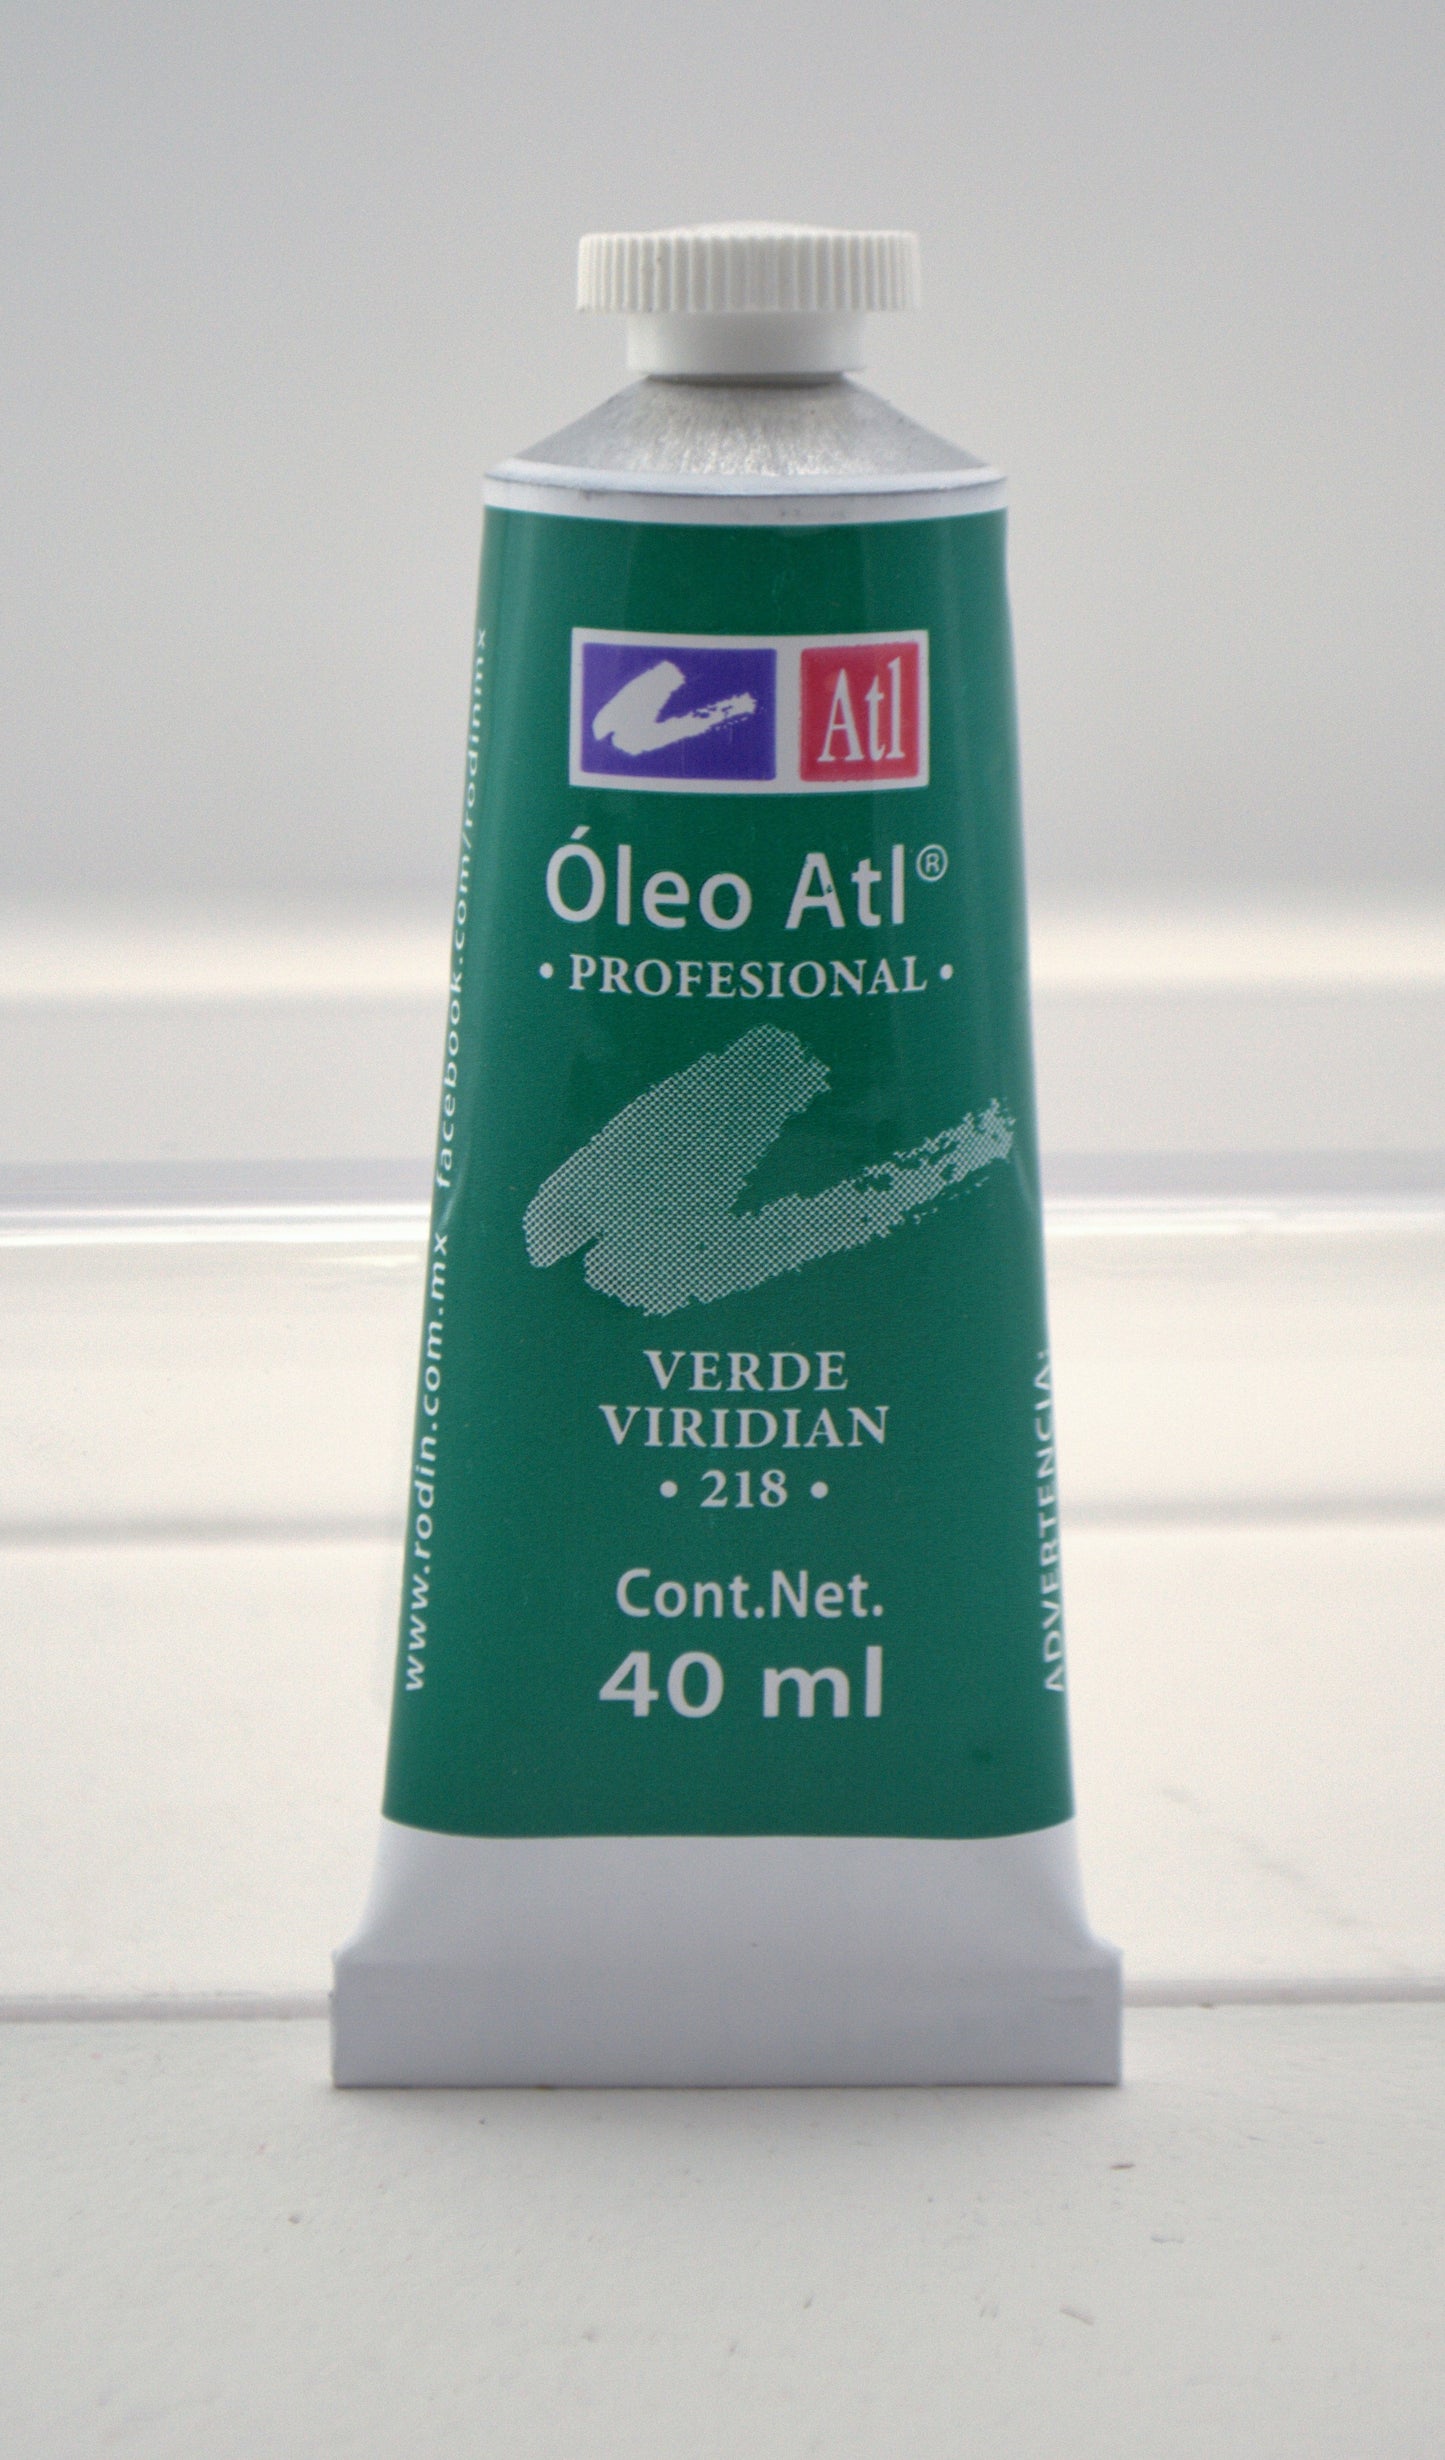 Atl
Óleo Atl®
• PROFESIONAL •
VERDE
VIRIDIAN
• 218 •
Cont.Net.
40 ml
www.rodin.com.mx facebook.com/rodinmx
ADVERTENCIA: